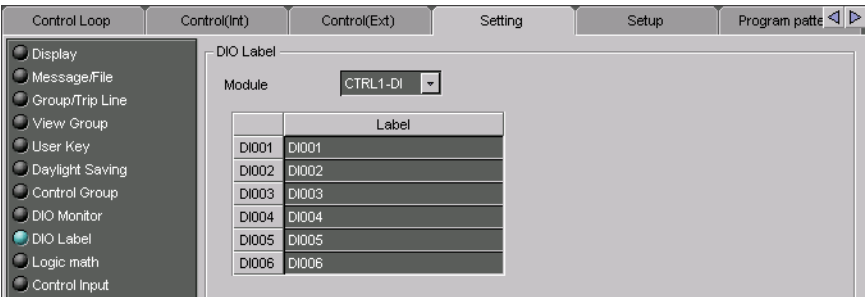 Control Loop Control(Int) Control(Ext) Setting Setup Program patte
Display
Message/File
Group/Trip Line
View Group
User Key
Daylight Saving
Control Group
DIO Monitor
DIO Label
Logic math
Control Input
DIO Label
Module CTRL1-DI
Label
DI001 DI001
DI002 DI002
DI003 DI003
DI004 DI004
DI005 DI005
DI006 DI006